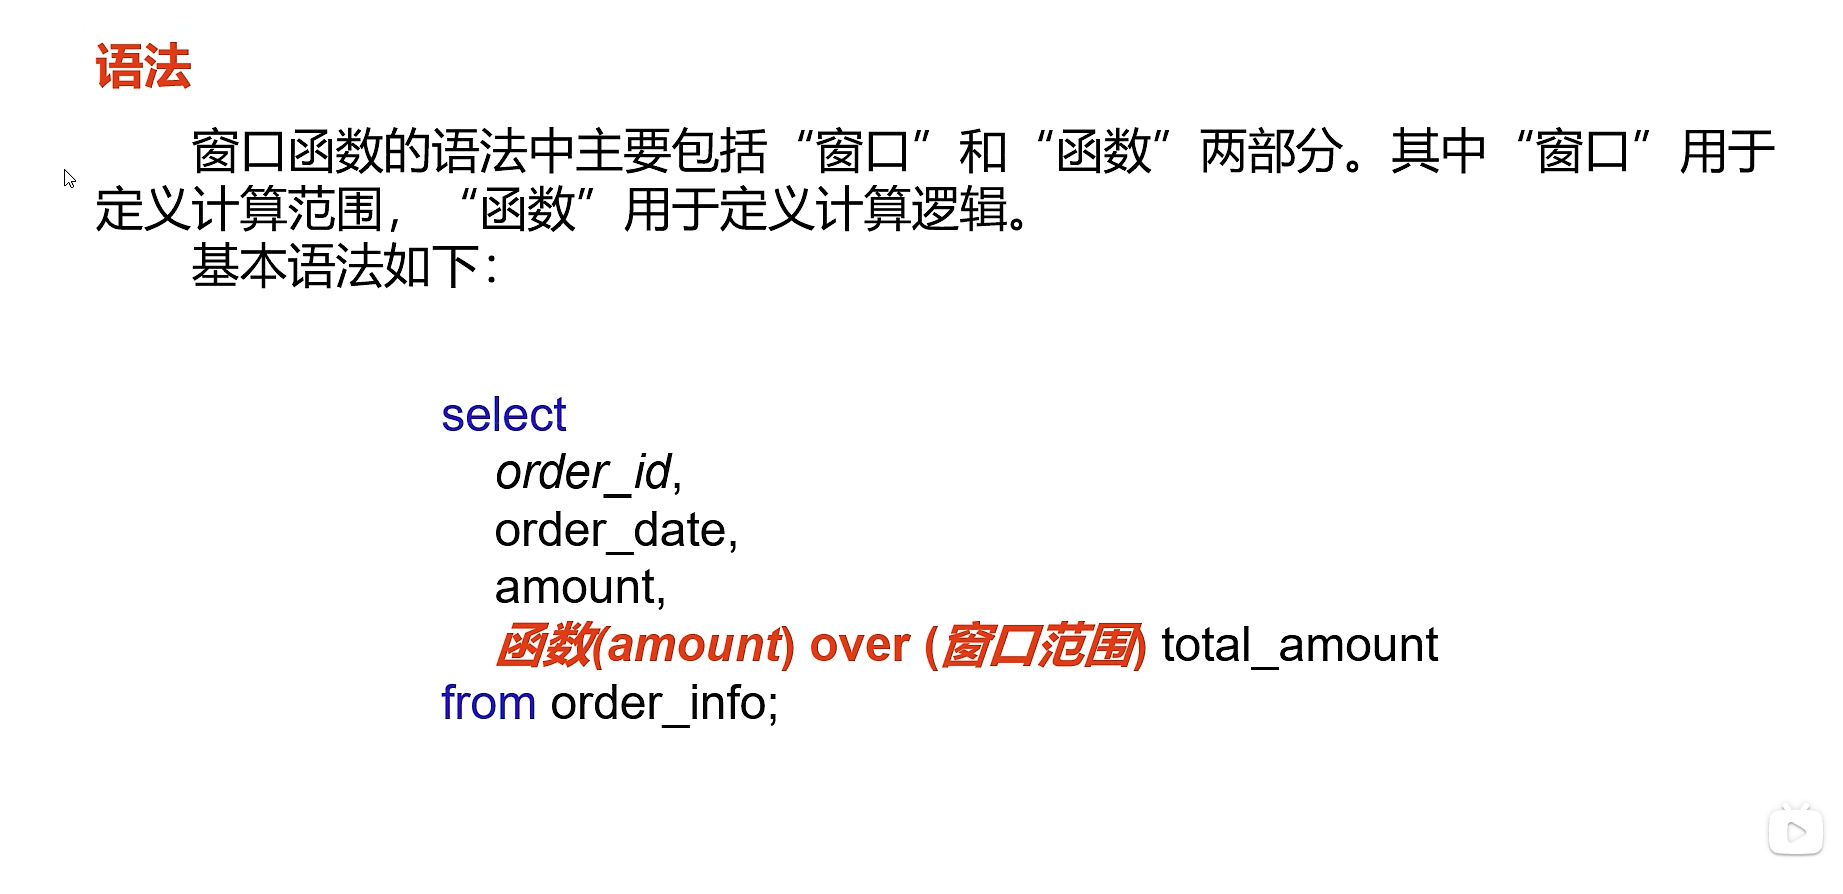 语法
窗口函数的语法中主要包括“窗口”和“函数”两部分。其中“窗口”用于
定义计算范围，“函数”用于定义计算逻辑。
基本语法如下：
select
order_id,
order_date,
amount,
函数(amount) over (窗口范围) total_amount
from order_info;